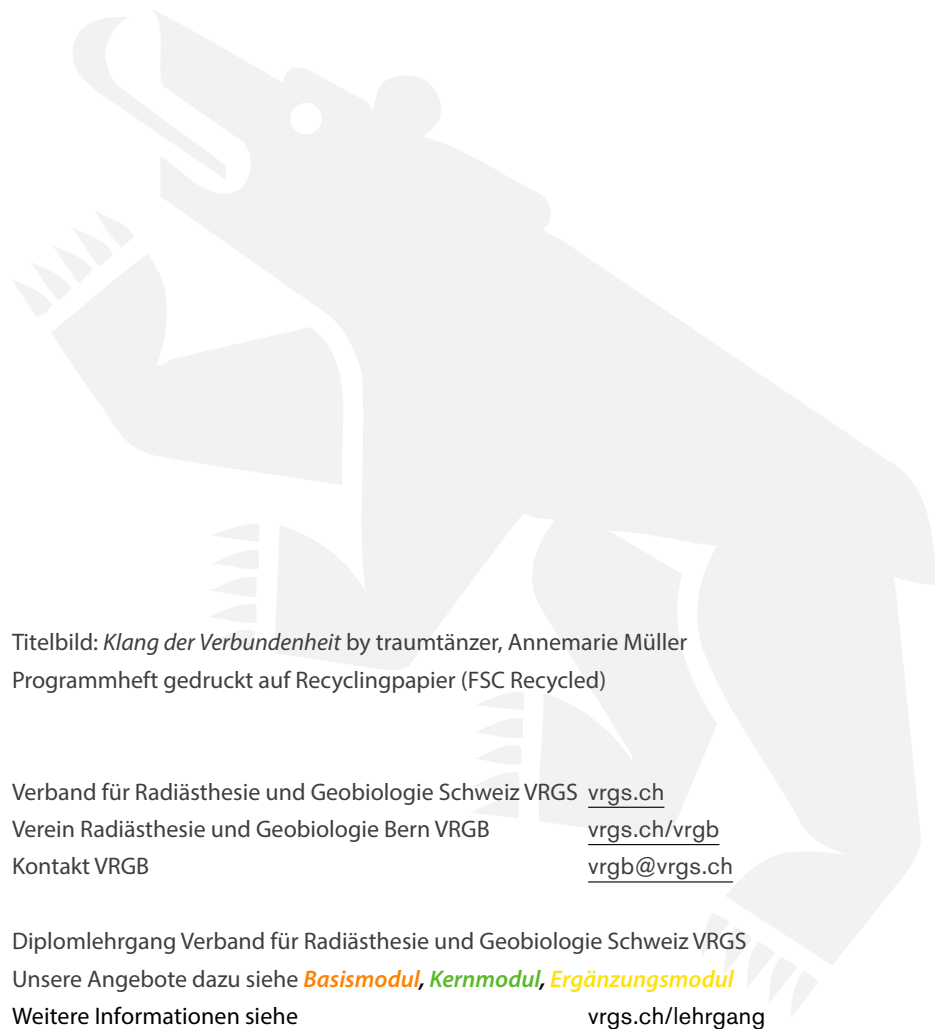 Titelbild: Klang der Verbundenheit by traumtänzer, Annemarie Müller
Programmheft gedruckt auf Recyclingpapier (FSC Recycled)
Verband für Radiästhesie und Geobiologie Schweiz VRGS vrgs.ch
Verein Radiästhesie und Geobiologie Bern VRGB vrgs.ch/vrgb
Kontakt VRGB vrgb@vrgs.ch
Diplomlehrgang Verband für Radiästhesie und Geobiologie Schweiz VRGS
Unsere Angebote dazu siehe Basismodul, Kernmodul, Ergänzungsmodul
Weitere Informationen siehe vrgs.ch/lehrgang